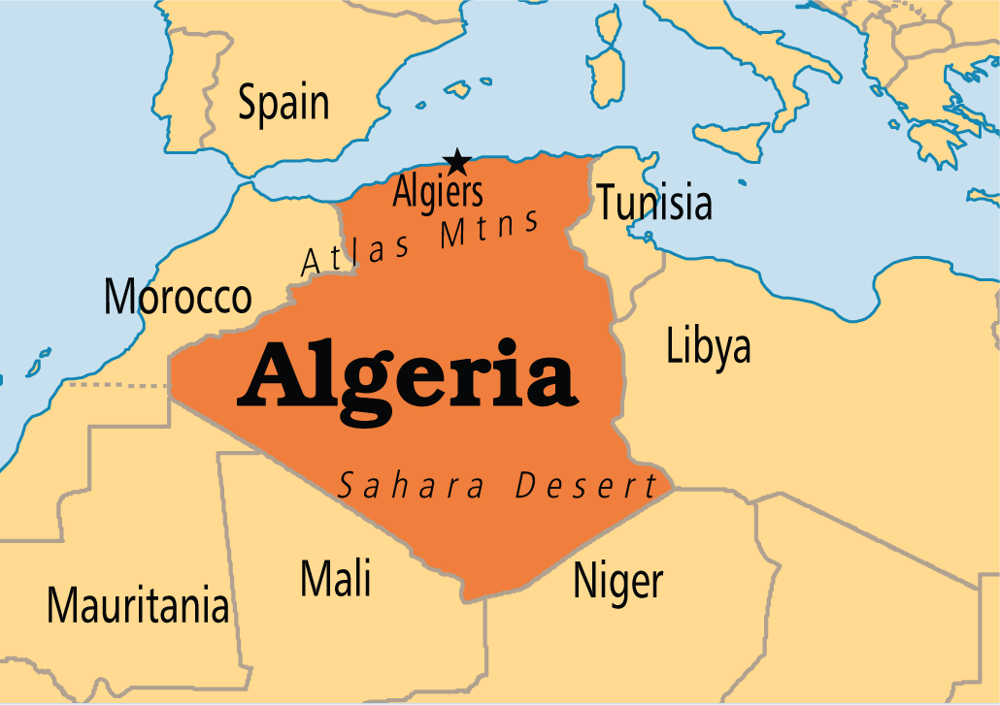 Spain
Algiers
Tunisia
Atlas Mtns
Morocco
Libya
Algeria
Sahara Desert
Mali
Niger
Mauritania